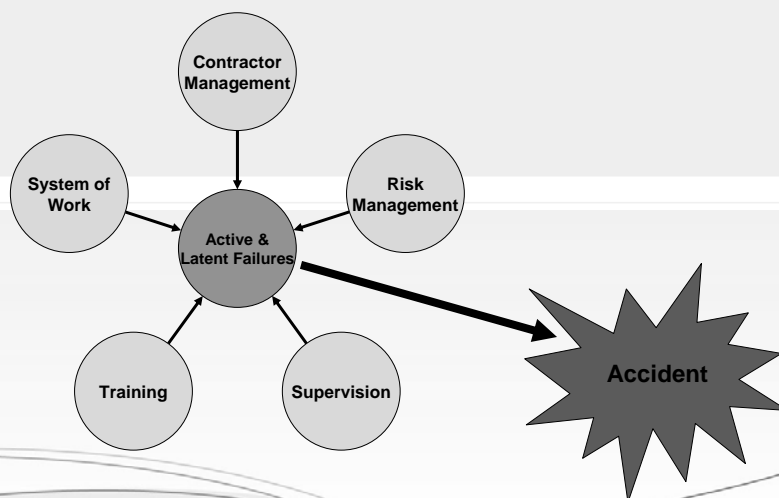 Contractor
Management
System of
Work
Risk
Management
Active &
Latent Failures
Accident
Training
Supervision